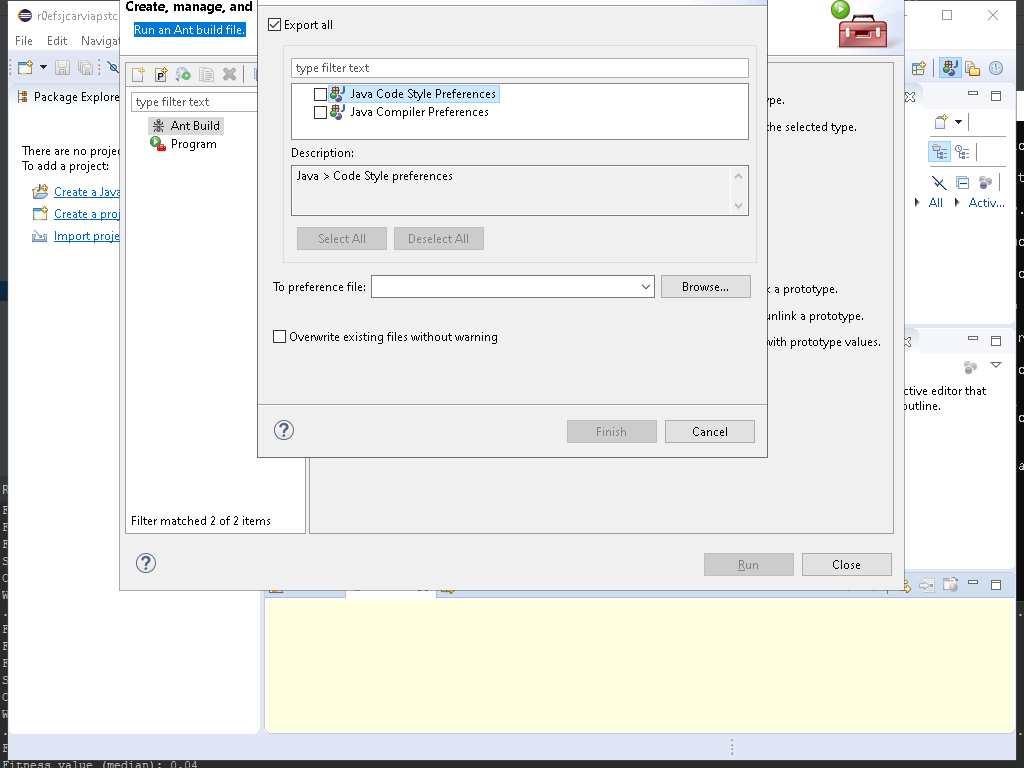 r0efsjcarviapstc
File Edit Navigat
Package Explore
There are no projec
To add a project:
Create a Java
Create a proj
Import proje
Create, manage, and
Run an Ant build file.
type filter text
Ant Build
Program
Filter matched 2 of 2 items
Export all
type filter text
Java Code Style Preferences
Java Compiler Preferences
Description:
Java > Code Style preferences
Select All
Deselect All
To preference file:
Browse...
Overwrite existing files without warning
Finish
Cancel
ype.
he selected type.
k a prototype.
unlink a prototype.
with prototype values.
Run
Close
All
Activ...
ctive editor that
outline.
Fitness value (median): 0.04